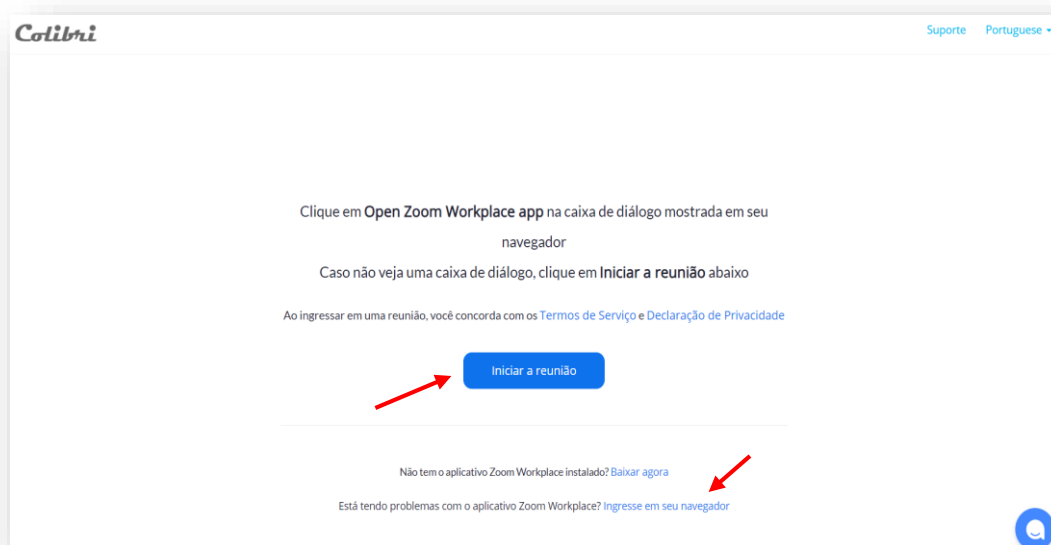 Colibri
Suporte Portuguese
Clique em Open Zoom Workplace app na caixa de diálogo mostrada em seu
navegador
Caso não veja uma caixa de diálogo, clique em Iniciar a reunião abaixo
Ao ingressar em uma reunião, você concorda com os Termos de Serviço e Declaração de Privacidade
Iniciar a reunião
Não tem o aplicativo Zoom Workplace instalado? Baixar agora
Está tendo problemas com o aplicativo Zoom Workplace? Ingresse em seu navegador